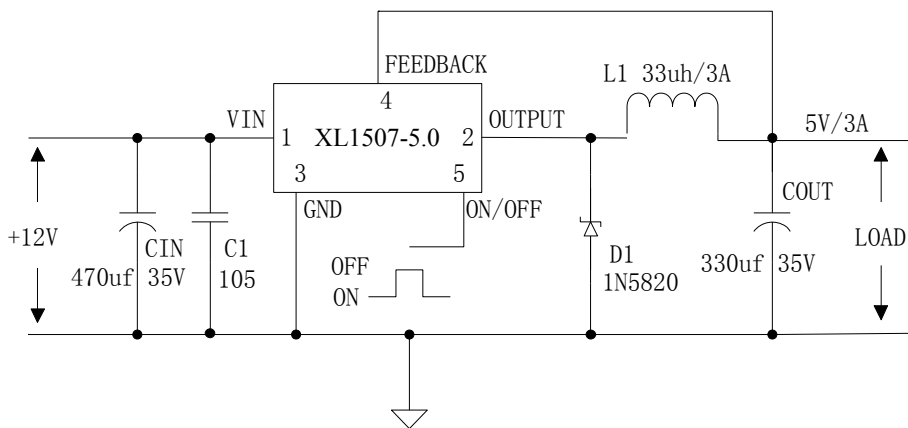 FEEDBACK
L1 33uh/3A
4
VIN
OUTPUT
5V/3A
1
XL1507-5.0
2
3
5
GND
ON/OFF
COUT
+12V
CIN
C1
OFF
D1
330uf 35V
LOAD
470uf 35V
105
ON
1N5820